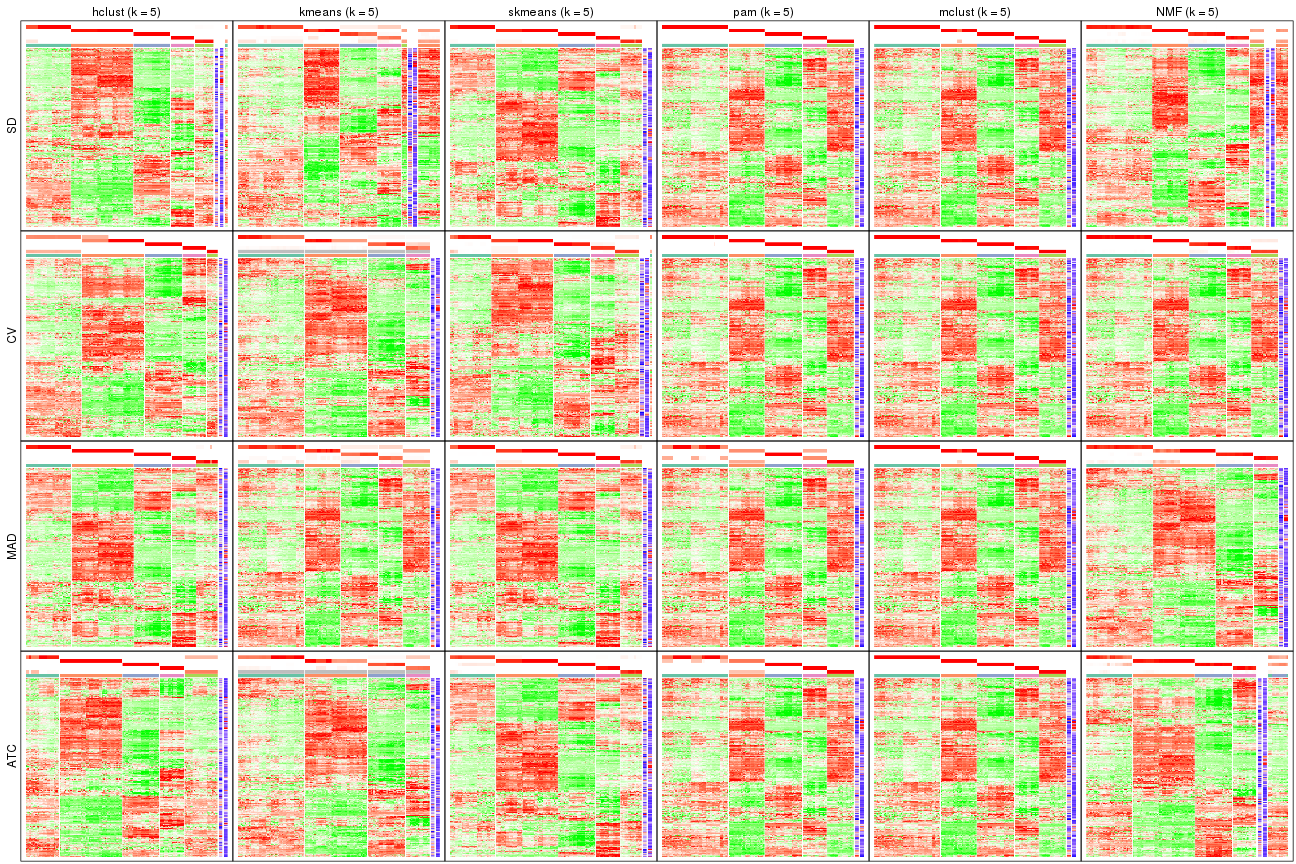 hclust (k = 5) kmeans (k = 5) skmeans (k = 5) pam (k = 5) mclust (k = 5) NMF (k = 5)
SD
CV
MAD
ATC